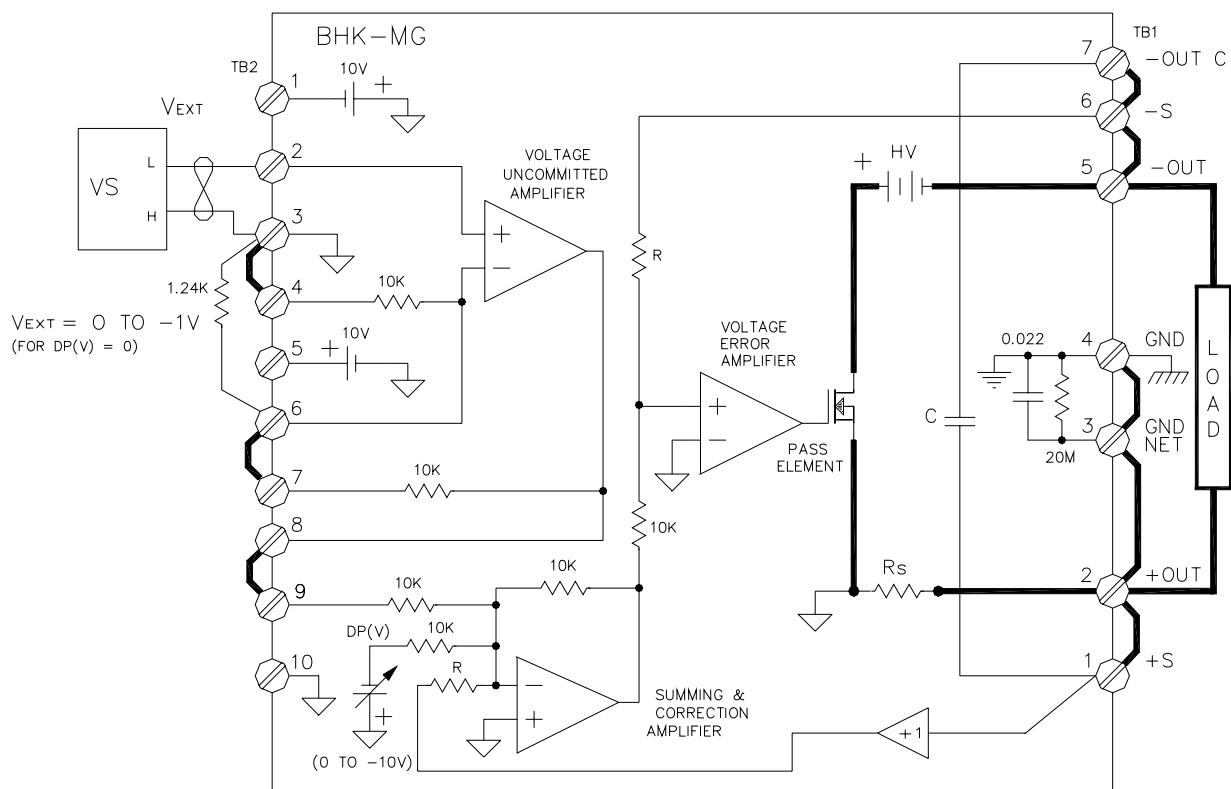 BHK-MG
TB2
1
10V
+
VEXT
VS
L
H
2
3
4
1.24K
10K
VEXT = 0 TO -1V
(FOR DP(V) = 0)
5
+
10V
6
7
10K
8
9
10K
10
VOLTAGE
UNCOMMITTED
AMPLIFIER
+
−
R
VOLTAGE
ERROR
AMPLIFIER
+
−
PASS
ELEMENT
10K
10K
DP(V)
10K
R
+
(0 TO -10V)
−
+
SUMMING &
CORRECTION
AMPLIFIER
+1
+
HV
C
Rs
0.022
20M
TB1
7
-OUT C
6
-S
5
-OUT
4
GND
3
GND
NET
2
+OUT
1
+S
LOAD